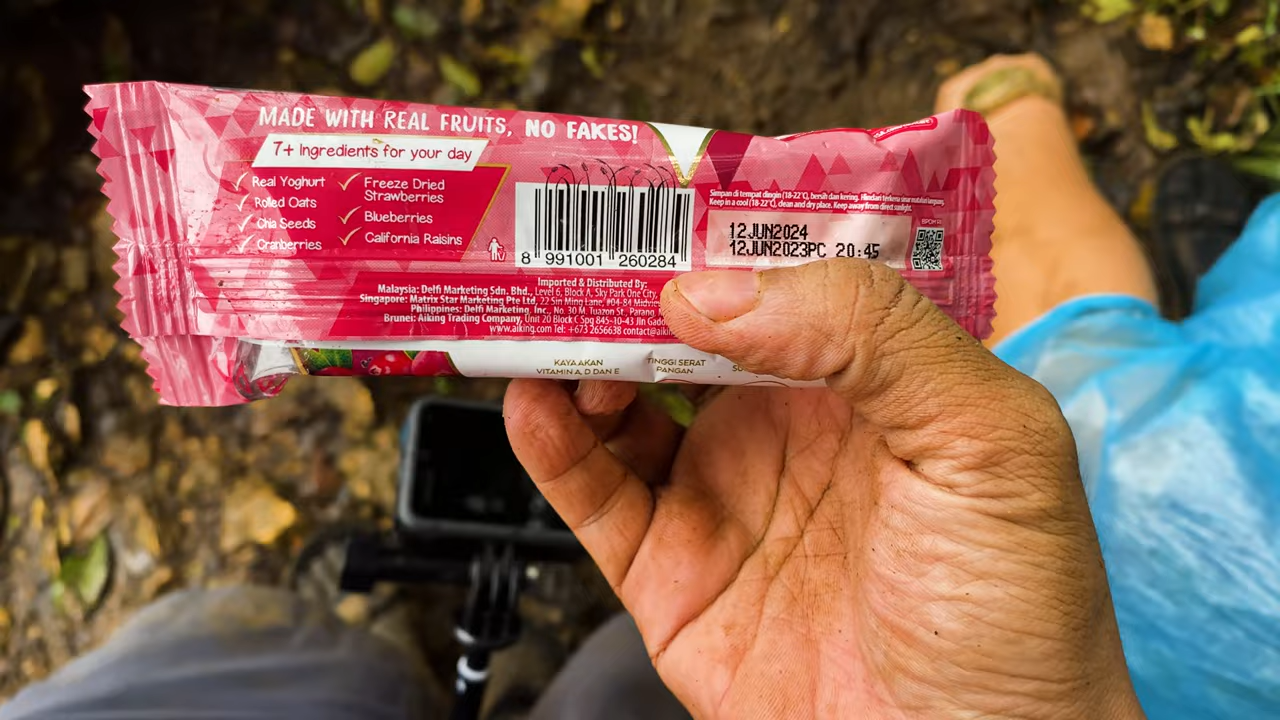 MADE WITH REAL FRUITS, NO FAKES!
7+ Ingredients for your day
Real Yoghurt
Rolled Oats
Chia Seeds
Cranberries
Freeze Dried
Strawberries
Blueberries
California Raisins
8 991001 260284
Simpan di tempat dingin (18-22°C), bersih dan kering. Hindari terkena sinar matahari langsung.
Keep in a cool (18-22°C), clean and dry place. Keep away from direct sunlight.
12JUN2024
12JUN2023PC 20:45
BPOM RI
Imported & Distributed By:
Malaysia: Delfi Marketing Sdn. Bhd., Level 6, Block A, Sky Park One City,
Singapore: Matrix Star Marketing Pte Ltd, 22 Sin Ming Lane, #04-84
Philippines: Delfi Marketing, Inc., No. 30 M. Tuazon St., Parang,
Brunei: Aiking Trading Company, Unit 20 Block C Spg 845-10-43 Jln
www.aiking.com Tel: +673 2656638
KAYA AKAN
VITAMIN A, D DAN E
TINGGI SERAT
PANGAN